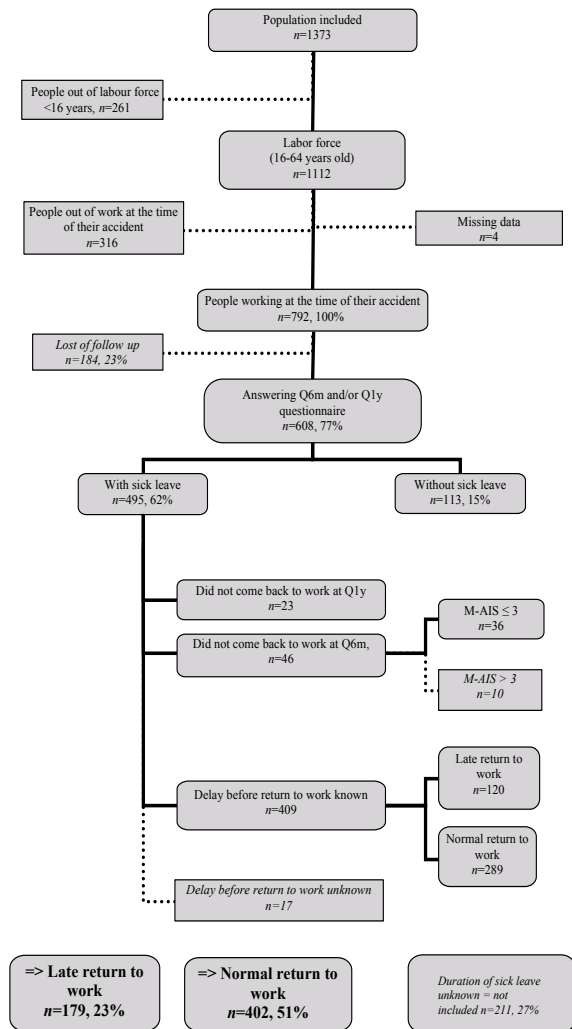 Population included
n=1373
People out of labour force
<16 years, n=261
Labor force
(16-64 years old)
n=1112
People out of work at the time
of their accident
n=316
Missing data
n=4
People working at the time of their accident
n=792, 100%
Lost of follow up
n=184, 23%
Answering Q6m and/or Q1y
questionnaire
n=608, 77%
With sick leave
n=495, 62%
Without sick leave
n=113, 15%
Did not come back to work at Q1y
n=23
Did not come back to work at Q6m,
n=46
M-AIS ≤ 3
n=36
M-AIS > 3
n=10
Delay before return to work known
n=409
Late return to
work
n=120
Normal return to
work
n=289
Delay before return to work unknown
n=17
=> Late return to
work
n=179, 23%
=> Normal return to
work
n=402, 51%
Duration of sick leave
unknown = not
included n=211, 27%